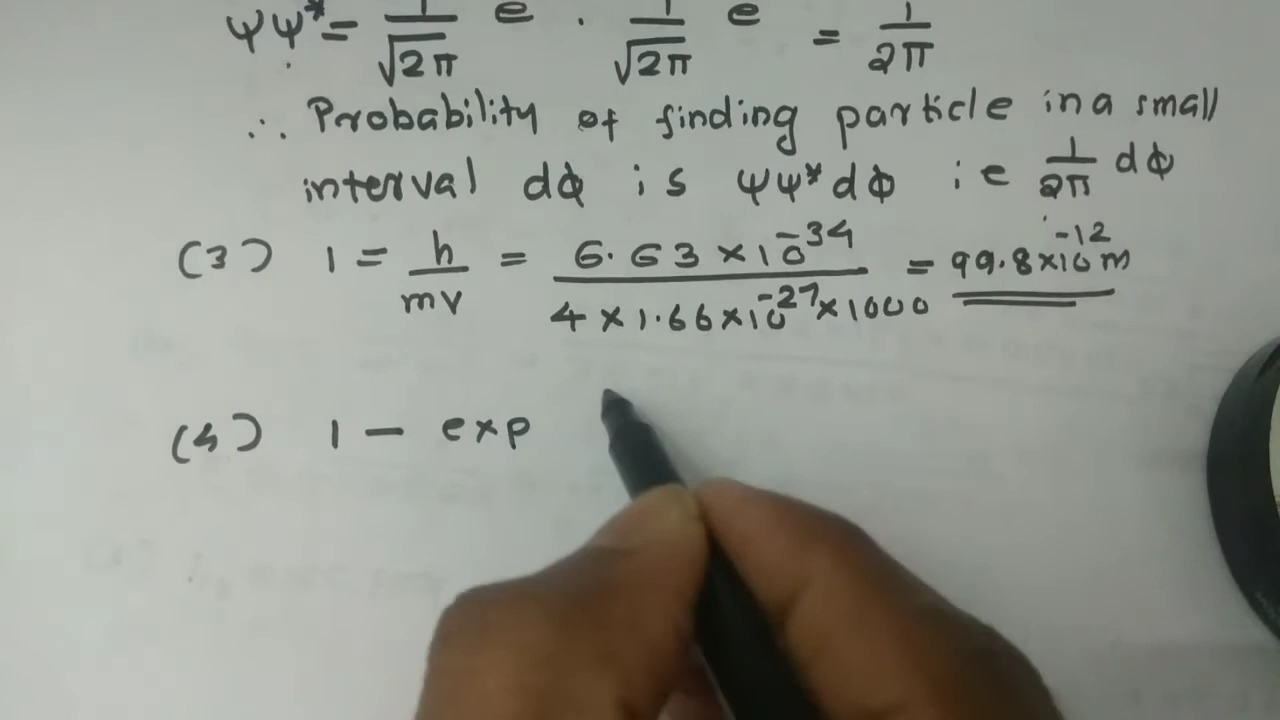 ψψ* = 1/√2π e . 1/√2π e = 1/2π
∴ Probability of finding particle in a small
interval dϕ is ψψ* dϕ ie 1/2π dϕ
(3) 1 = h/mv = 6.63 × 10^-34 / 4 × 1.66 × 10^-27 × 1000 = 99.8 × 10^-12 m
(4) 1 - exp